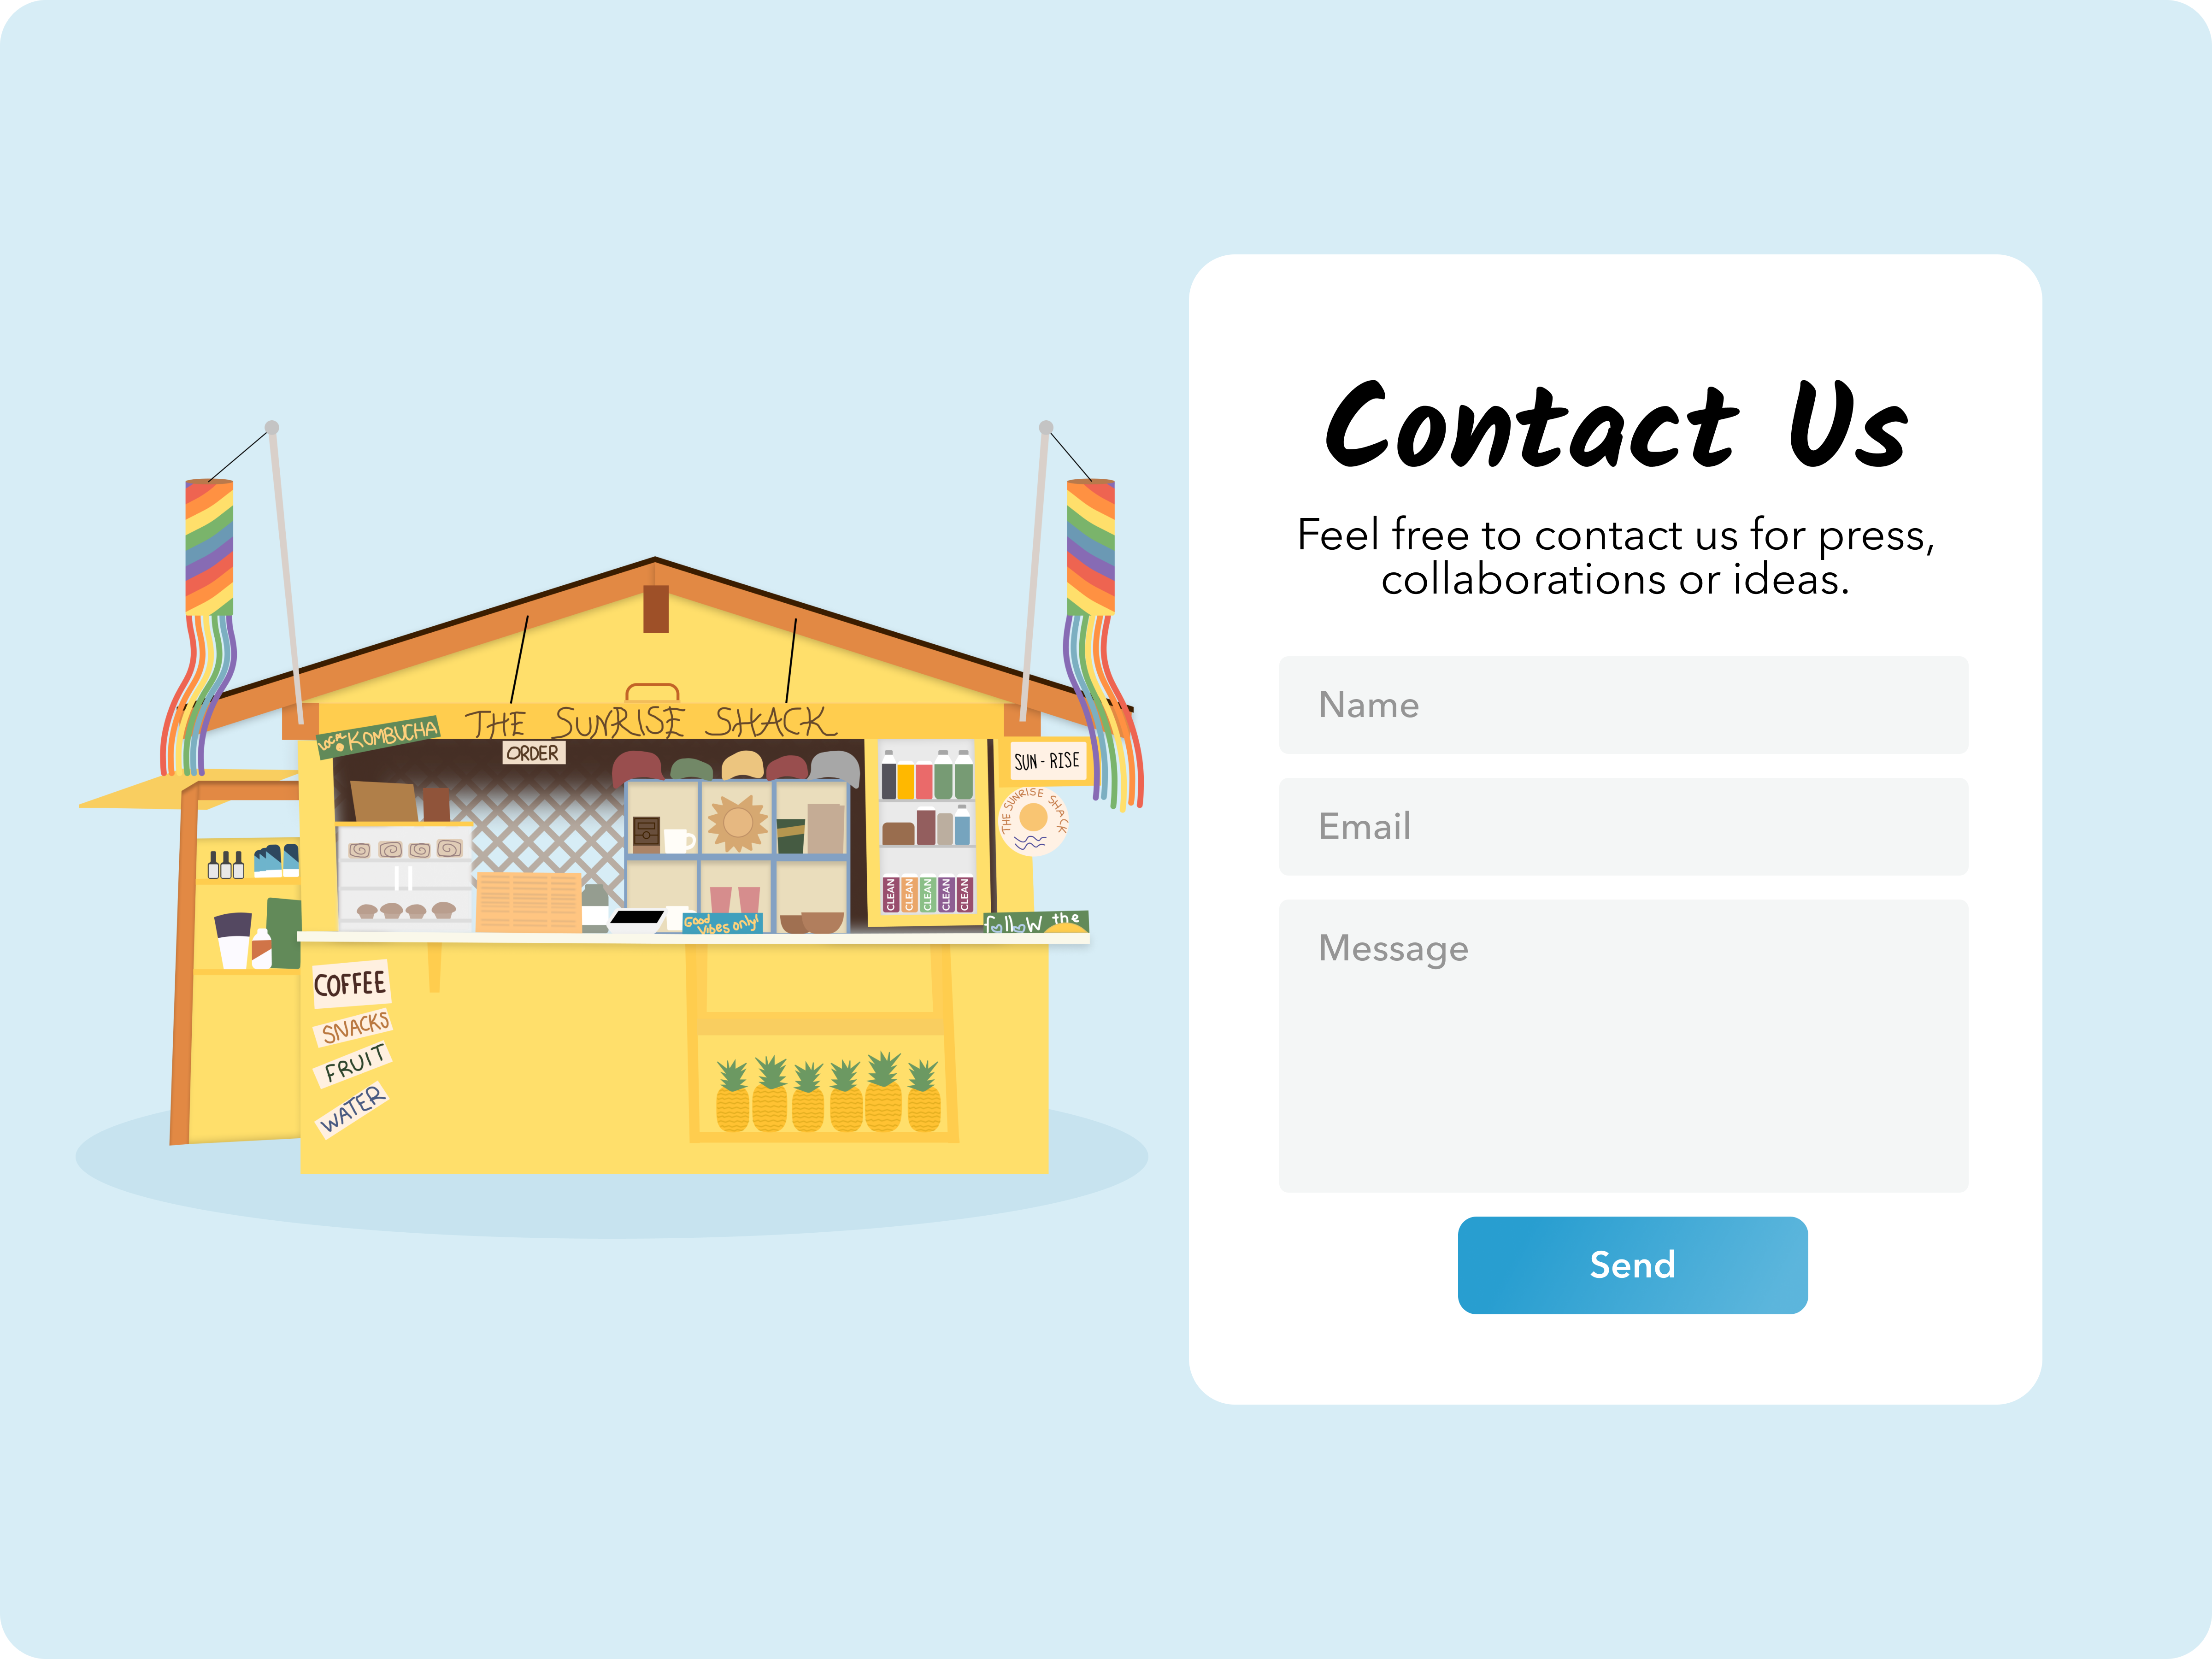 Contact Us
Feel free to contact us for press,
collaborations or ideas.
Name
Email
Message
Send
THE SUNRISE SHACK
LOCAL KOMBUCHA
ORDER
SUN - RISE
THE SUNRISE SHACK
CLEAN
CLEAN
CLEAN
CLEAN
CLEAN
Good
Vibes only!
follow the
COFFEE
SNACKS
FRUIT
WATER